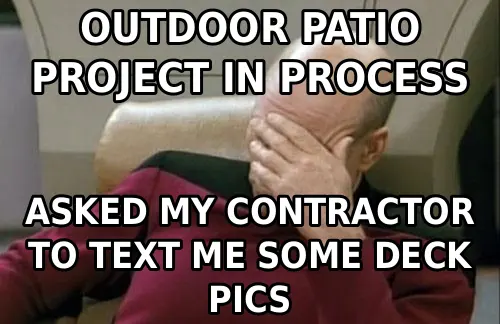 OUTDOOR PATIO
PROJECT IN PROCESS
ASKED MY CONTRACTOR
TO TEXT ME SOME DECK
PICS